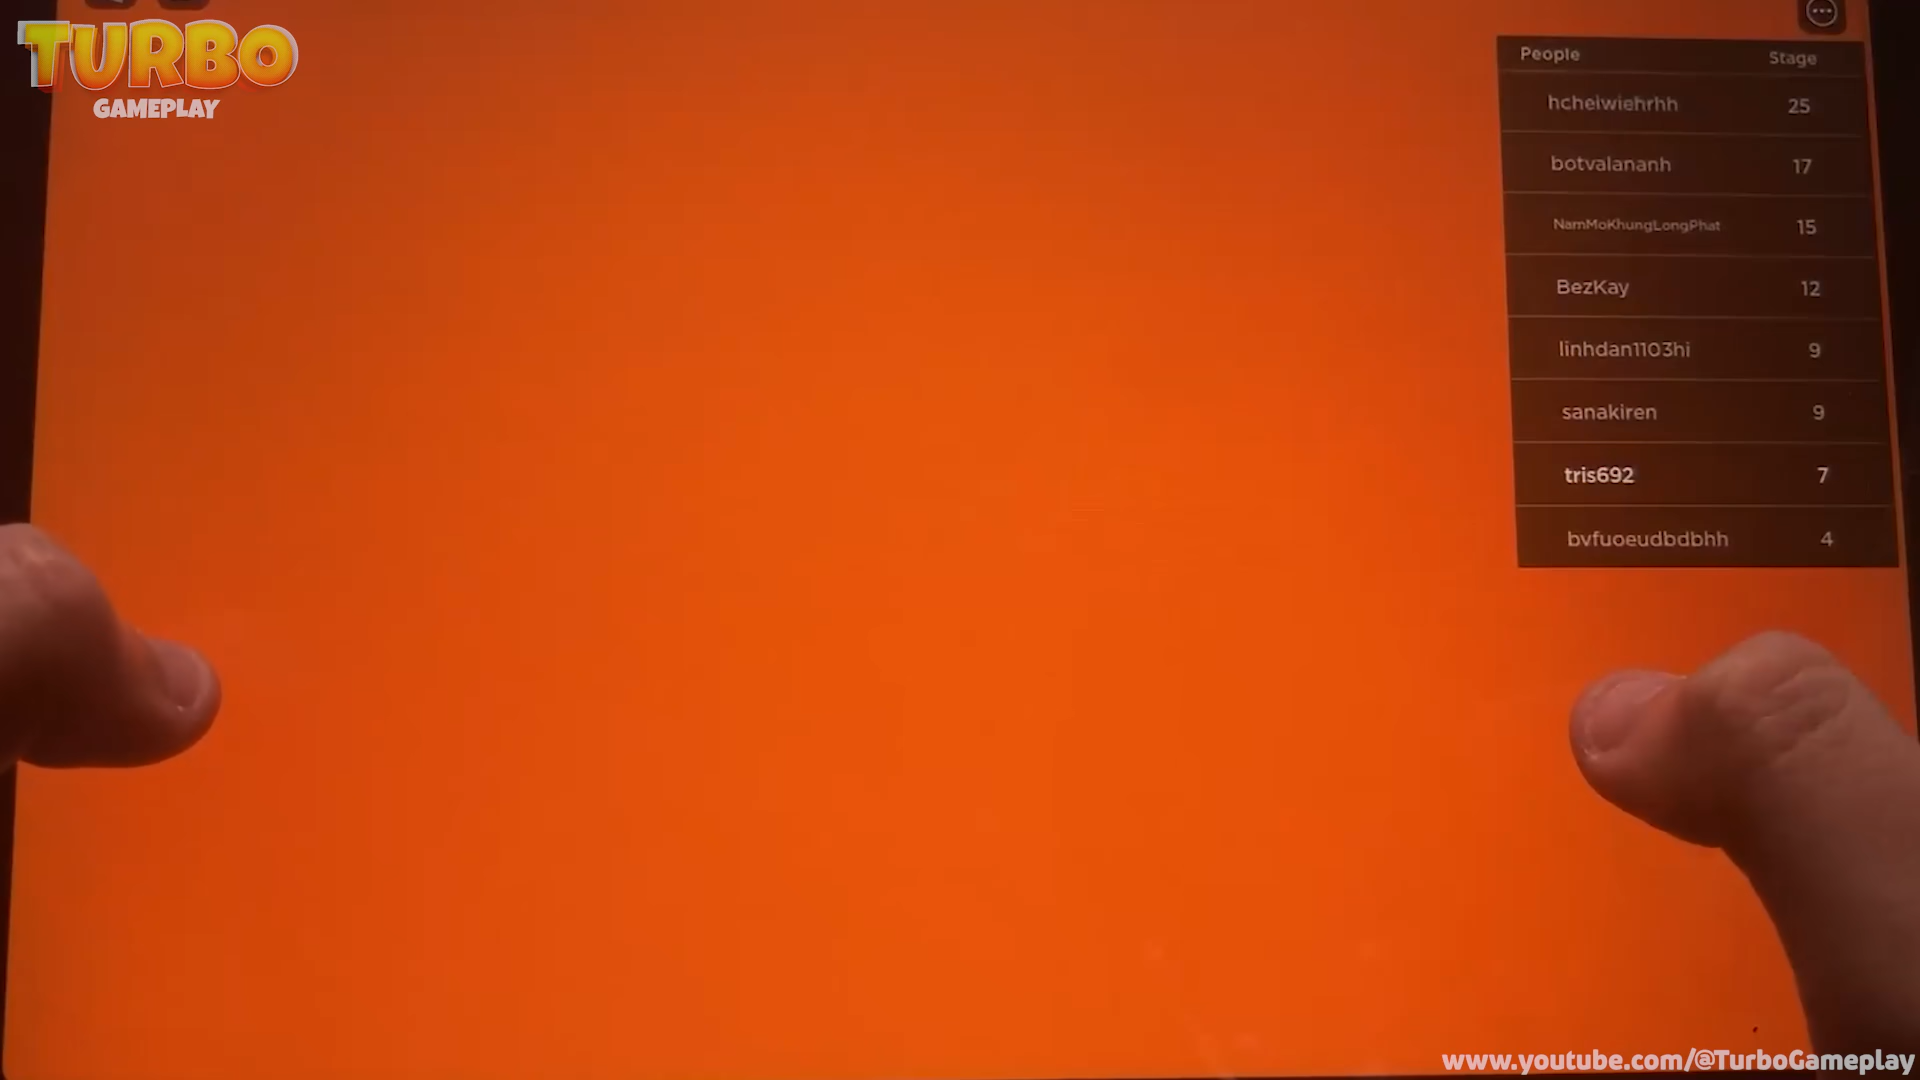 TURBO
GAMEPLAY
People Stage
hcheiwiehrhh 25
botvalananh 17
NamMoKhungLongPhat 15
BezKay 12
linhdan1103hi 9
sanakiren 9
tris692 7
bvfuoeudbdbhh 4
www.youtube.com/@TurboGameplay